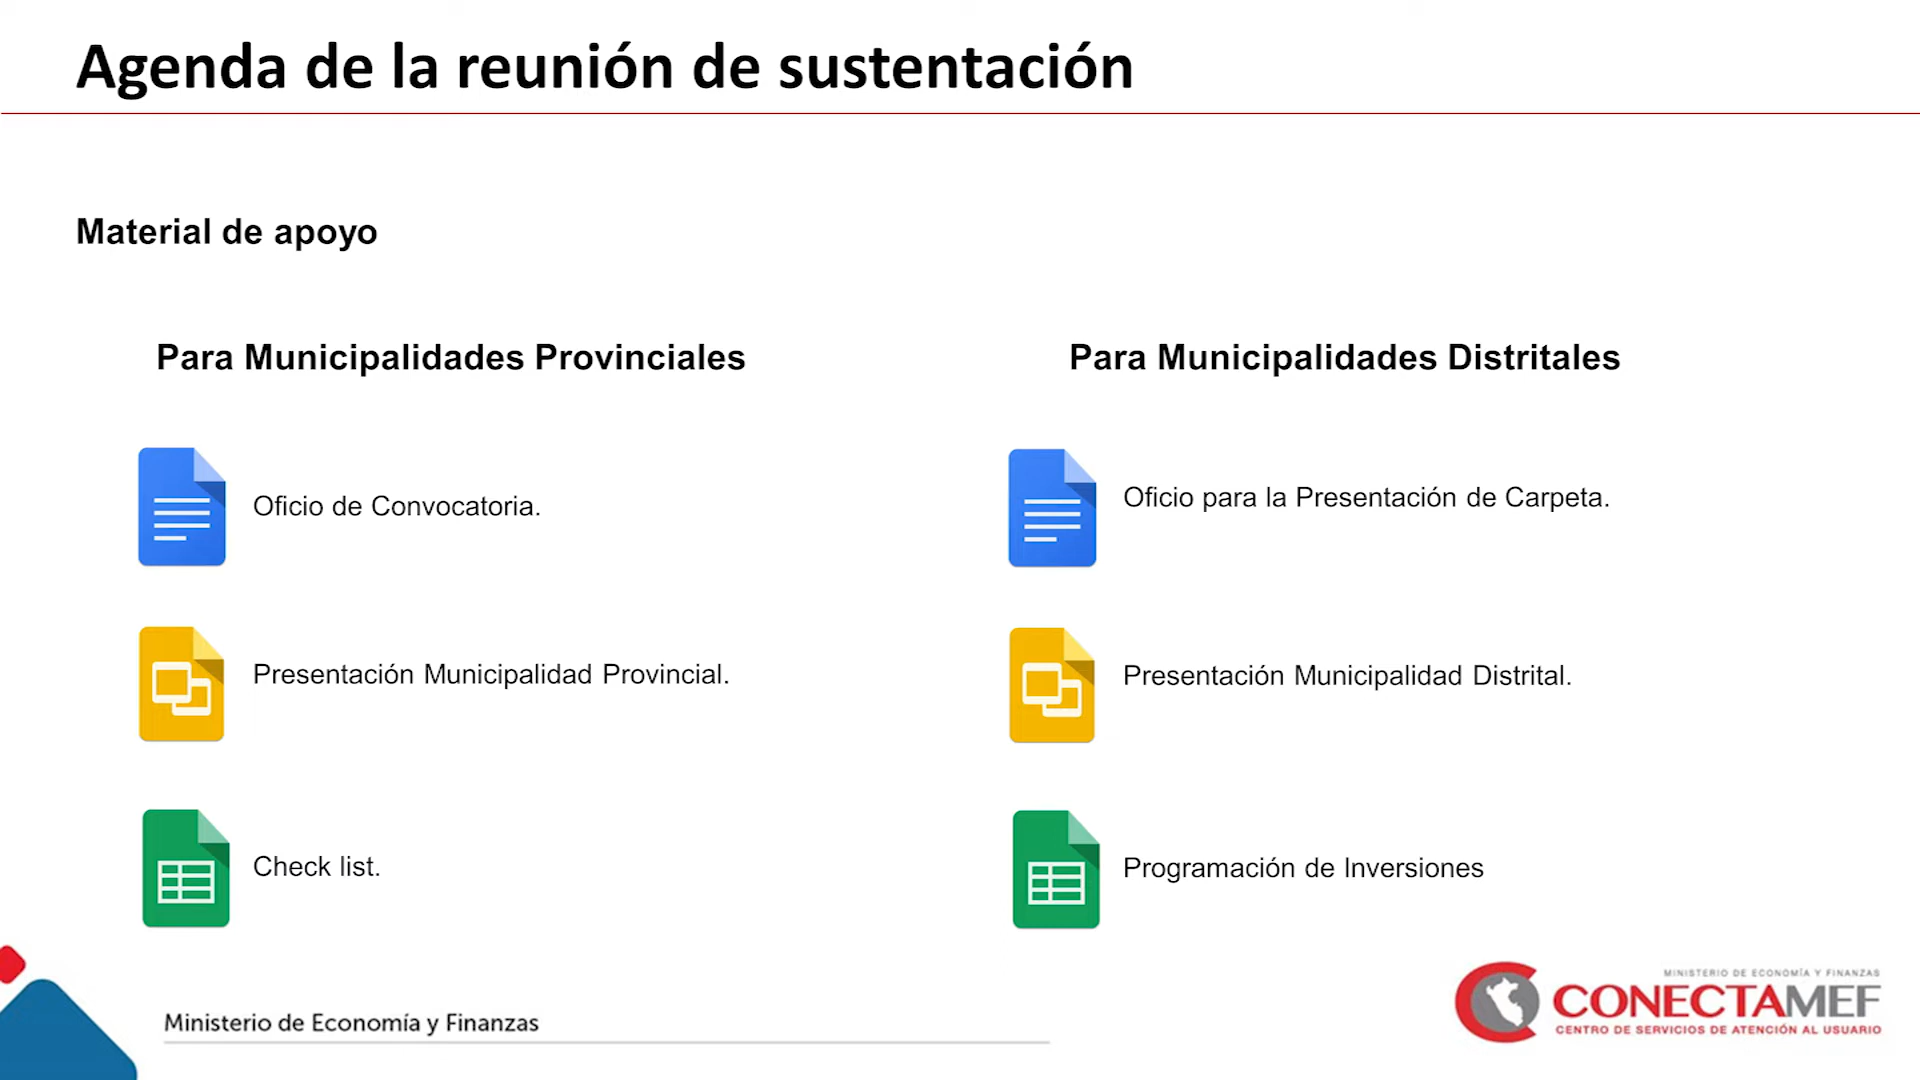 Agenda de la reunión de sustentación
Material de apoyo
Para Municipalidades Provinciales
Oficio de Convocatoria.
Presentación Municipalidad Provincial.
Check list.
Para Municipalidades Distritales
Oficio para la Presentación de Carpeta.
Presentación Municipalidad Distrital.
Programación de Inversiones
Ministerio de Economía y Finanzas
MINISTERIO DE ECONOMÍA Y FINANZAS
CONECTAMEF
CENTRO DE SERVICIOS DE ATENCIÓN AL USUARIO